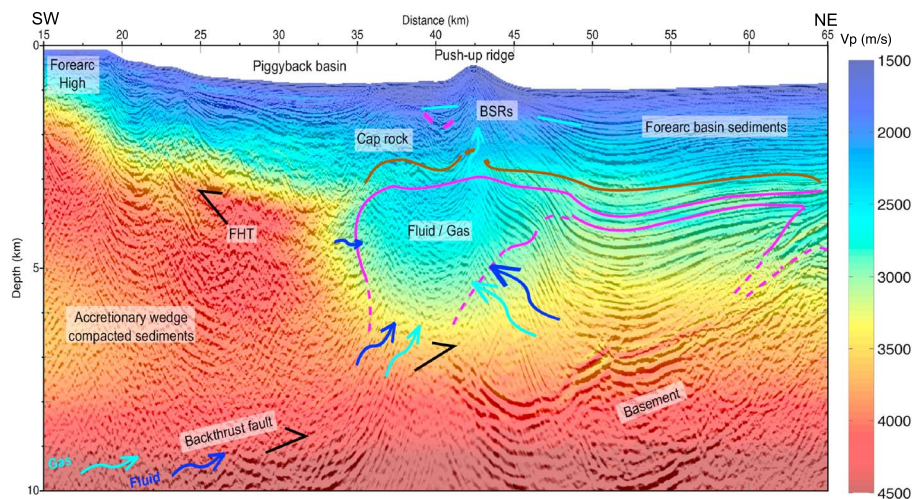 SW
Distance (km)
NE
15 20 25 30 35 40 45 50 55 60 65
Vp (m/s)
0
Forearc
High
Piggyback basin
Push-up ridge
1500
BSRs
Cap rock
Forearc basin sediments
2000
2500
FHT
Fluid / Gas
Depth (km)
5
3000
Accretionary wedge
compacted sediments
3500
Basement
Backthrust fault
4000
Gas
Fluid
10
4500